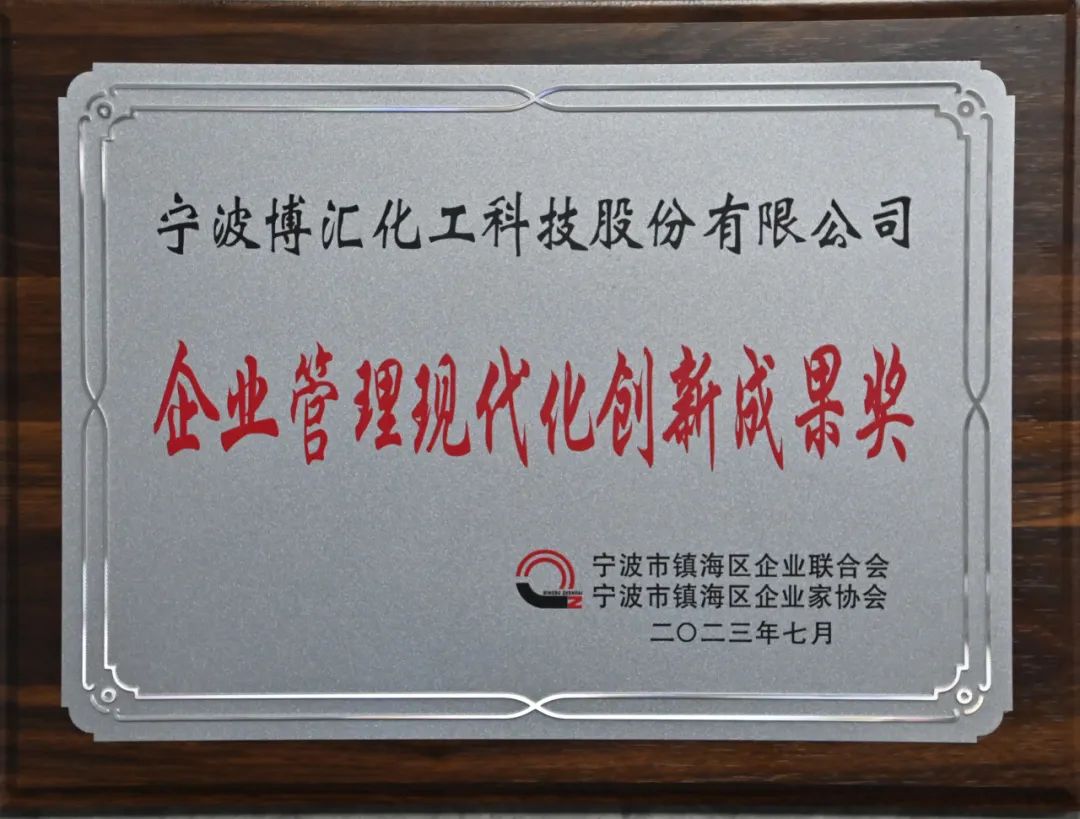 宁波博汇化工科技股份有限公司
企业管理现代化创新成果奖
NINGBO ZHENHAI
宁波市镇海区企业联合会
宁波市镇海区企业家协会
二〇二三年七月